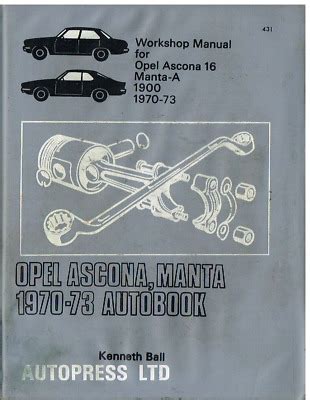 431
Workshop Manual
for
Opel Ascona 16
Manta-A
1900
1970-73
OPEL ASCONA, MANTA
1970-73 AUTOBOOK
Kenneth Ball
AUTOPRESS LTD